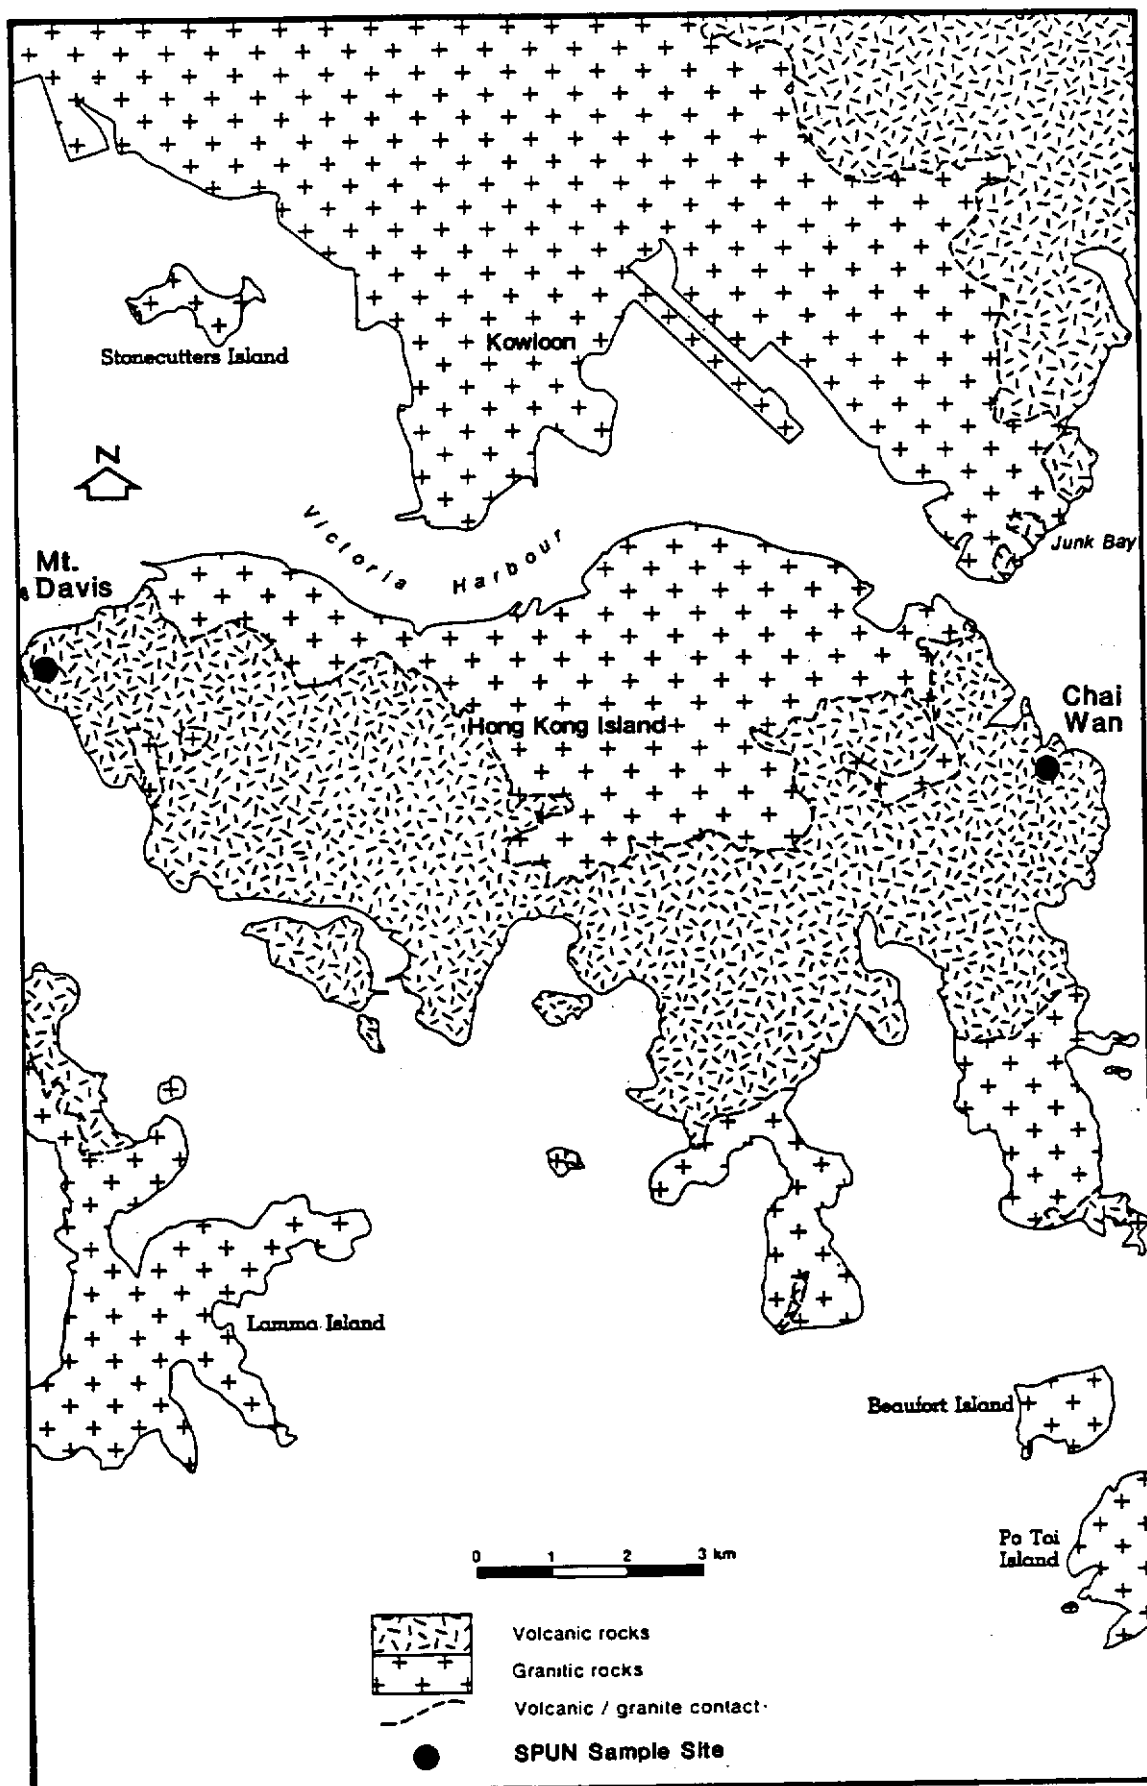 Kowloon
Stonecutters Island
N
Victoria Harbour
Junk Bay
Mt.
Davis
Chai
Wan
Hong Kong Island
Lamma Island
Beaufort Island
Po Toi
Island
0 1 2 3 km
Volcanic rocks
Granitic rocks
Volcanic / granite contact
SPUN Sample Site